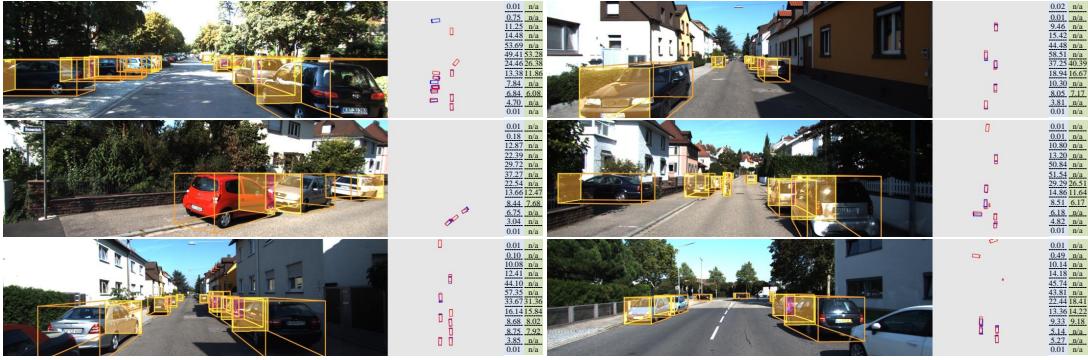 0.01 n/a
0.75 n/a
11.25 n/a
14.48 n/a
53.69 n/a
49.41 53.28
24.46 26.38
13.38 11.86
7.84 n/a
6.84 6.08
4.70 n/a
0.01 n/a
0.02 n/a
0.01 n/a
9.46 n/a
15.42 n/a
44.48 n/a
58.51 n/a
37.25 40.39
18.94 16.67
10.30 n/a
8.05 7.17
3.81 n/a
0.01 n/a
0.01 n/a
0.18 n/a
12.87 n/a
22.39 n/a
29.72 n/a
37.27 n/a
22.54 n/a
13.66 12.47
8.44 7.68
6.75 n/a
3.04 n/a
0.01 n/a
0.01 n/a
0.01 n/a
10.80 n/a
13.20 n/a
50.84 n/a
51.54 n/a
29.29 26.51
14.86 11.64
8.51 6.17
6.18 n/a
4.82 n/a
0.01 n/a
0.01 n/a
0.10 n/a
10.08 n/a
12.41 n/a
44.10 n/a
57.35 n/a
33.67 31.36
16.14 15.84
8.68 8.02
8.75 7.92
3.85 n/a
0.01 n/a
0.01 n/a
0.49 n/a
10.14 n/a
14.18 n/a
45.74 n/a
43.81 n/a
22.44 18.41
13.36 14.22
9.33 9.18
5.14 n/a
5.27 n/a
0.01 n/a